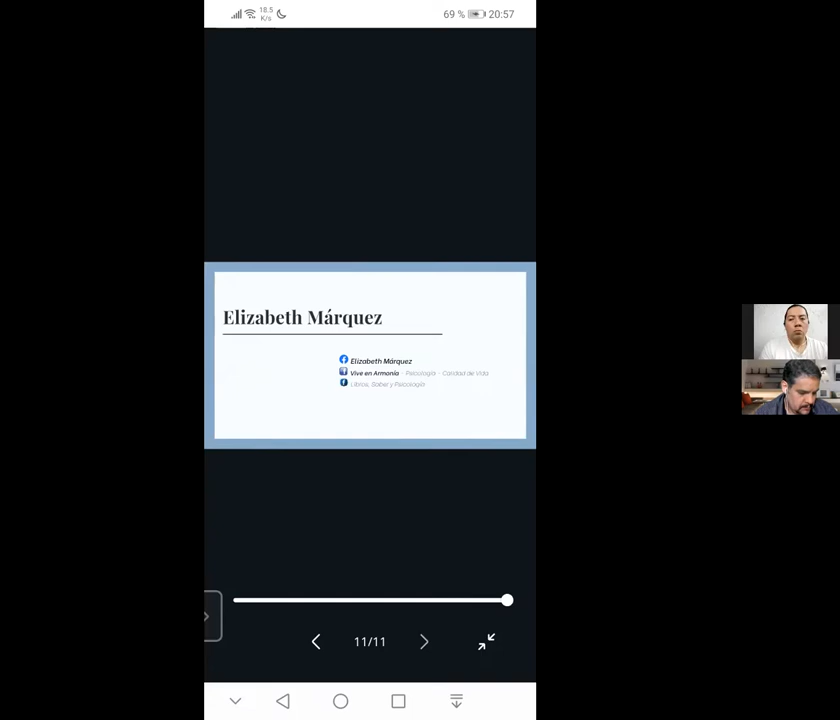 18.5
K/s
69 % 20:57
Elizabeth Márquez
Elizabeth Márquez
Vive en Armonía - Psicología - Calidad de Vida
Libros, Saber y Psicología
11/11